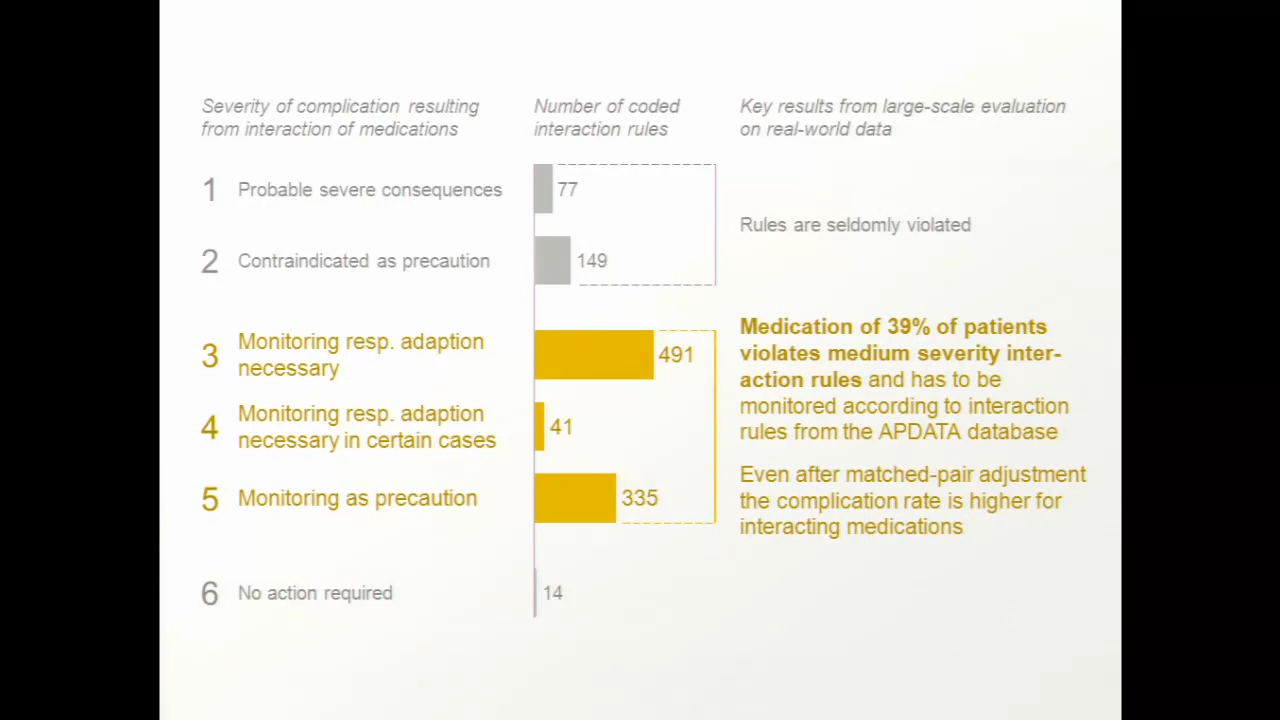 Severity of complication resulting
from interaction of medications
Number of coded
interaction rules
Key results from large-scale evaluation
on real-world data
1 Probable severe consequences 77
2 Contraindicated as precaution 149
Rules are seldomly violated
3 Monitoring resp. adaption
necessary
491
4 Monitoring resp. adaption
necessary in certain cases
41
5 Monitoring as precaution 335
Medication of 39% of patients
violates medium severity inter-
action rules and has to be
monitored according to interaction
rules from the APDATA database
Even after matched-pair adjustment
the complication rate is higher for
interacting medications
6 No action required 14